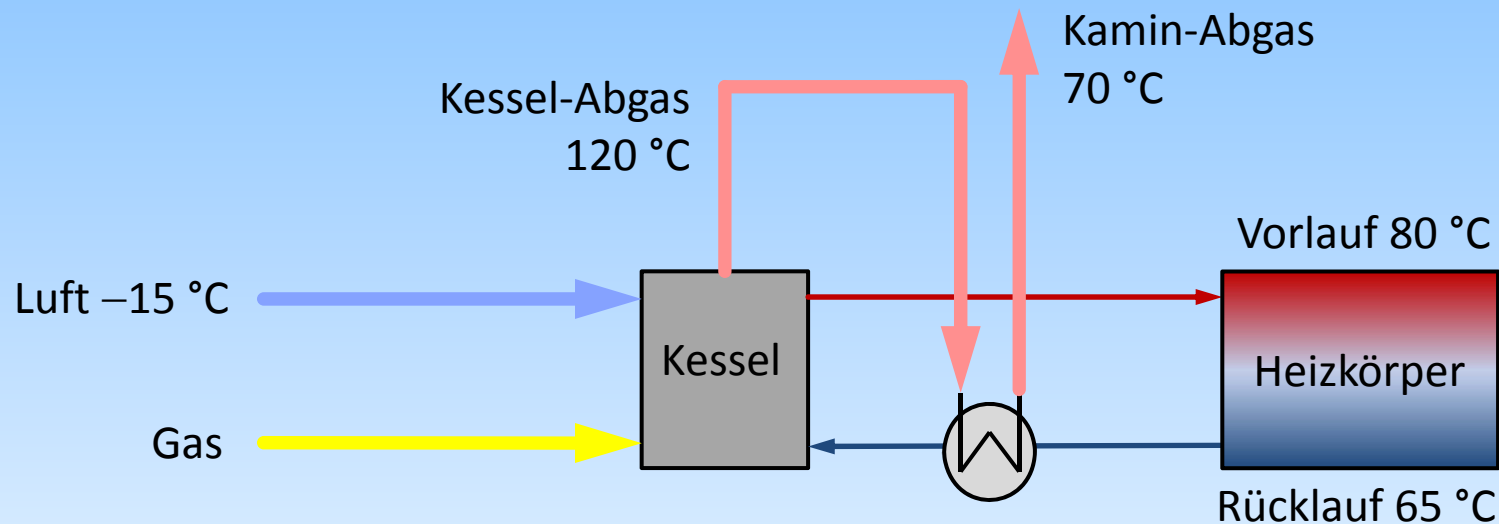 Kamin-Abgas
70 °C
Kessel-Abgas
120 °C
Vorlauf 80 °C
Luft –15 °C
Kessel
Heizkörper
Gas
Rücklauf 65 °C